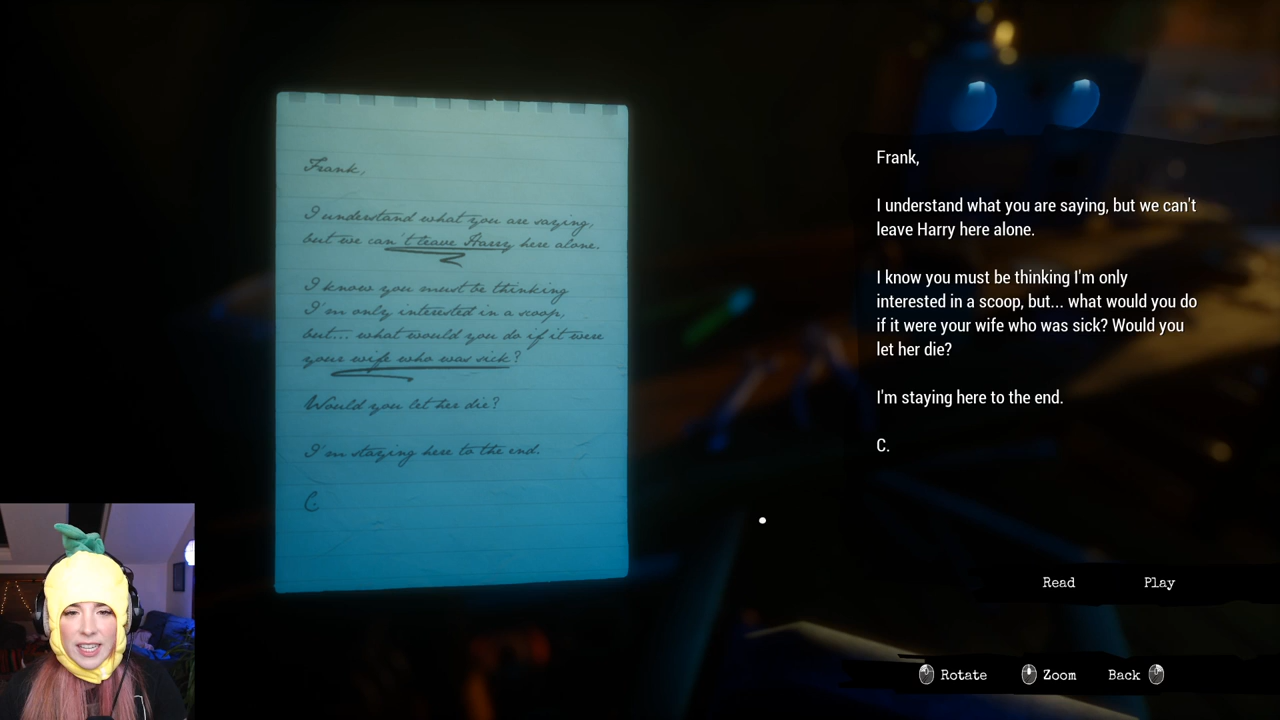 Frank,
I understand what you are saying,
but we can't leave Harry here alone.
I know you must be thinking
I'm only interested in a scoop,
but... what would you do if it were
your wife who was sick?
Would you let her die?
I'm staying here to the end.
C.
Frank,
I understand what you are saying, but we can't
leave Harry here alone.
I know you must be thinking I'm only
interested in a scoop, but... what would you do
if it were your wife who was sick? Would you
let her die?
I'm staying here to the end.
C.
Read Play
Rotate Zoom Back